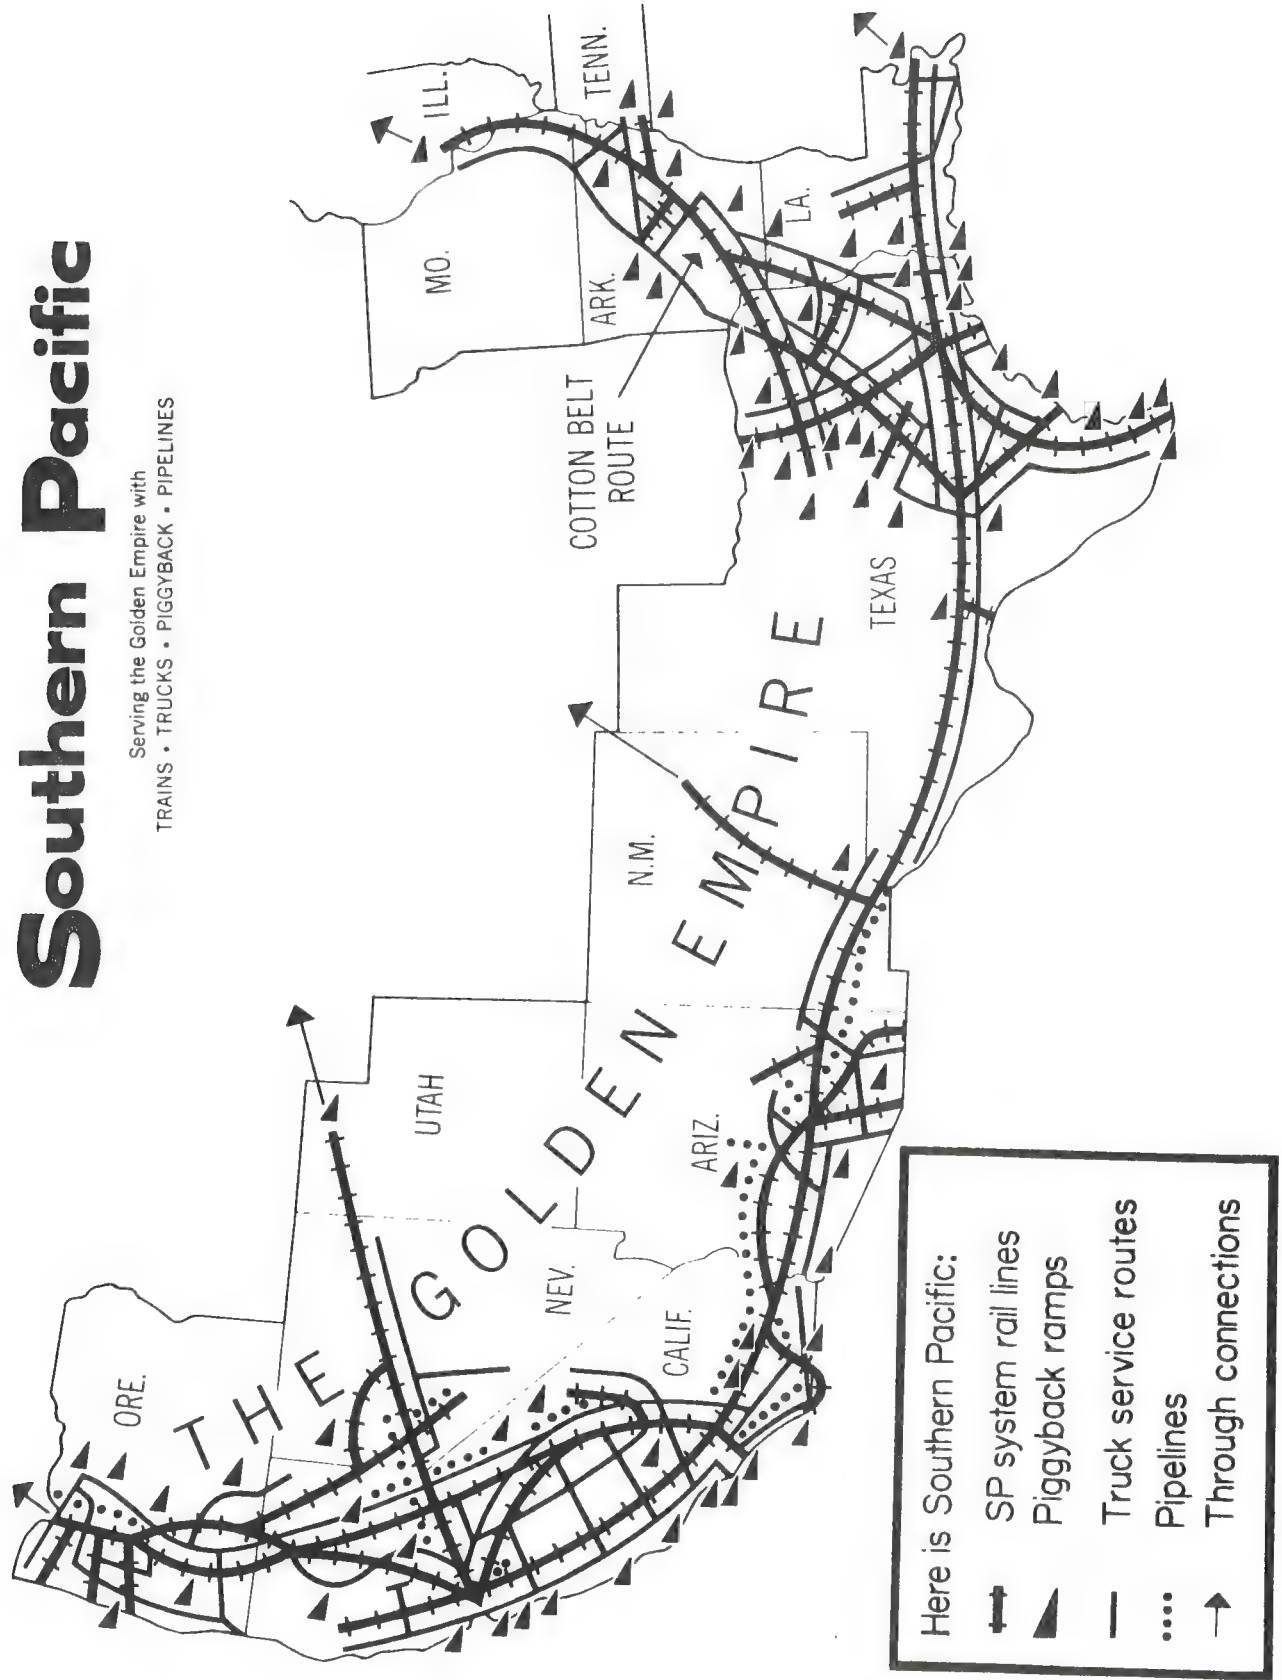 Southern Pacific
Serving the Golden Empire with
TRAINS • TRUCKS • PIGGYBACK • PIPELINES
ORE.
CALIF.
NEV.
UTAH
ARIZ.
N.M.
TEXAS
MO.
ARK.
LA.
ILL.
TENN.
THE GOLDEN EMPIRE
COTTON BELT
ROUTE
Here is Southern Pacific:
SP system rail lines
Piggyback ramps
Truck service routes
Pipelines
Through connections